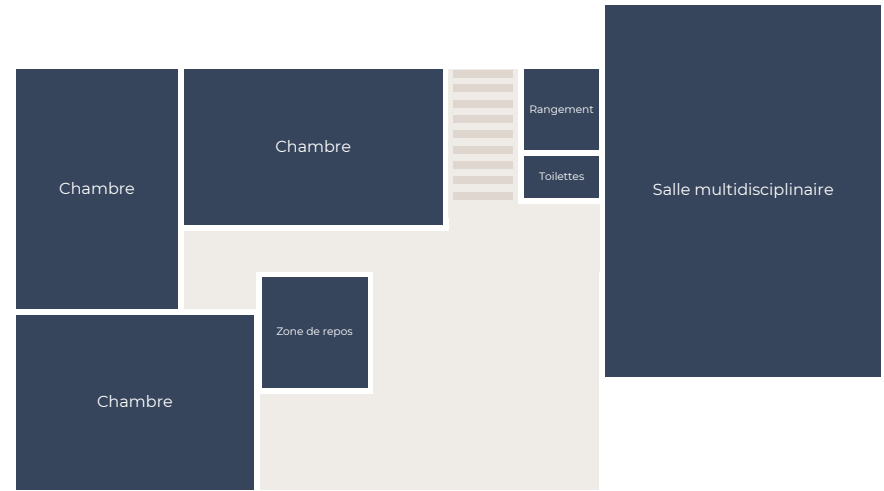 Rangement
Chambre
Toilettes
Chambre
Salle multidisciplinaire
Zone de repos
Chambre